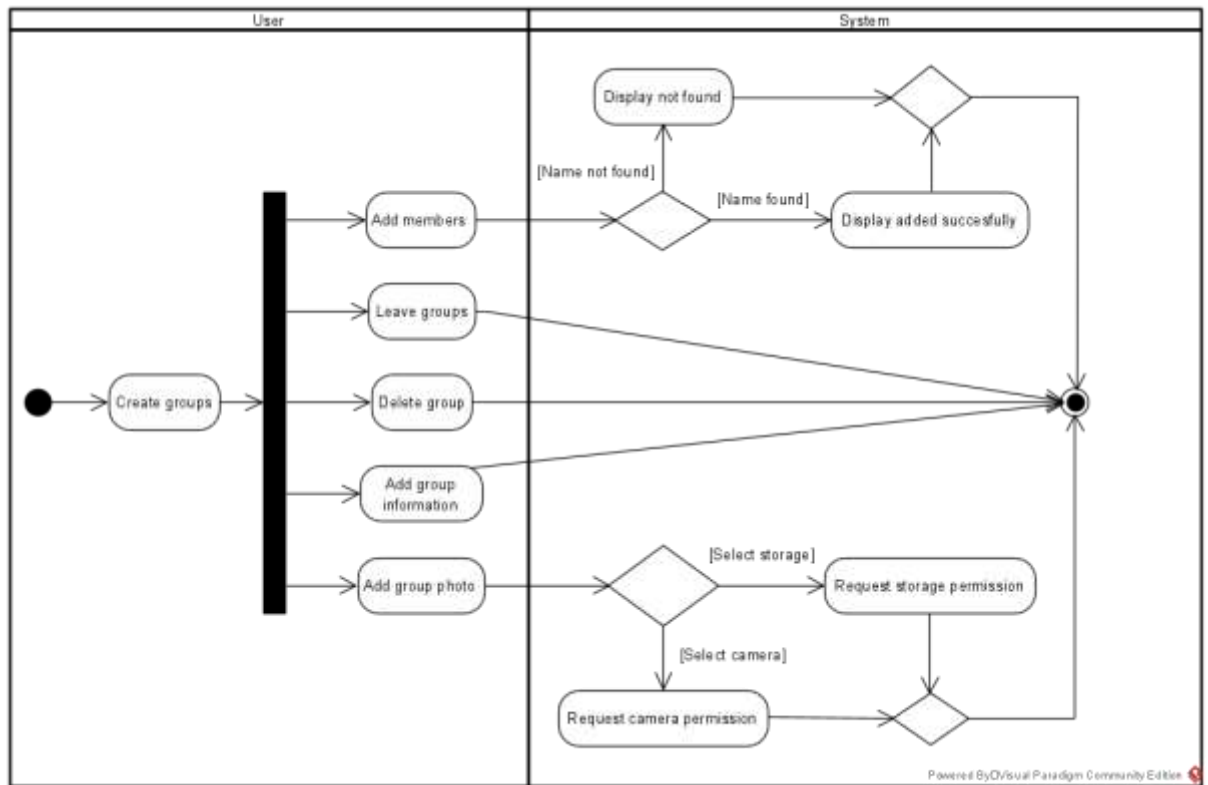 User
System
Display not found
[Name not found]
[Name found]
Add members
Display added succesfully
Leave groups
Create groups
Delete group
Add group
information
[Select storage]
Add group photo
Request storage permission
[Select camera]
Request camera permission
Powered By Visual Paradigm Community Edition